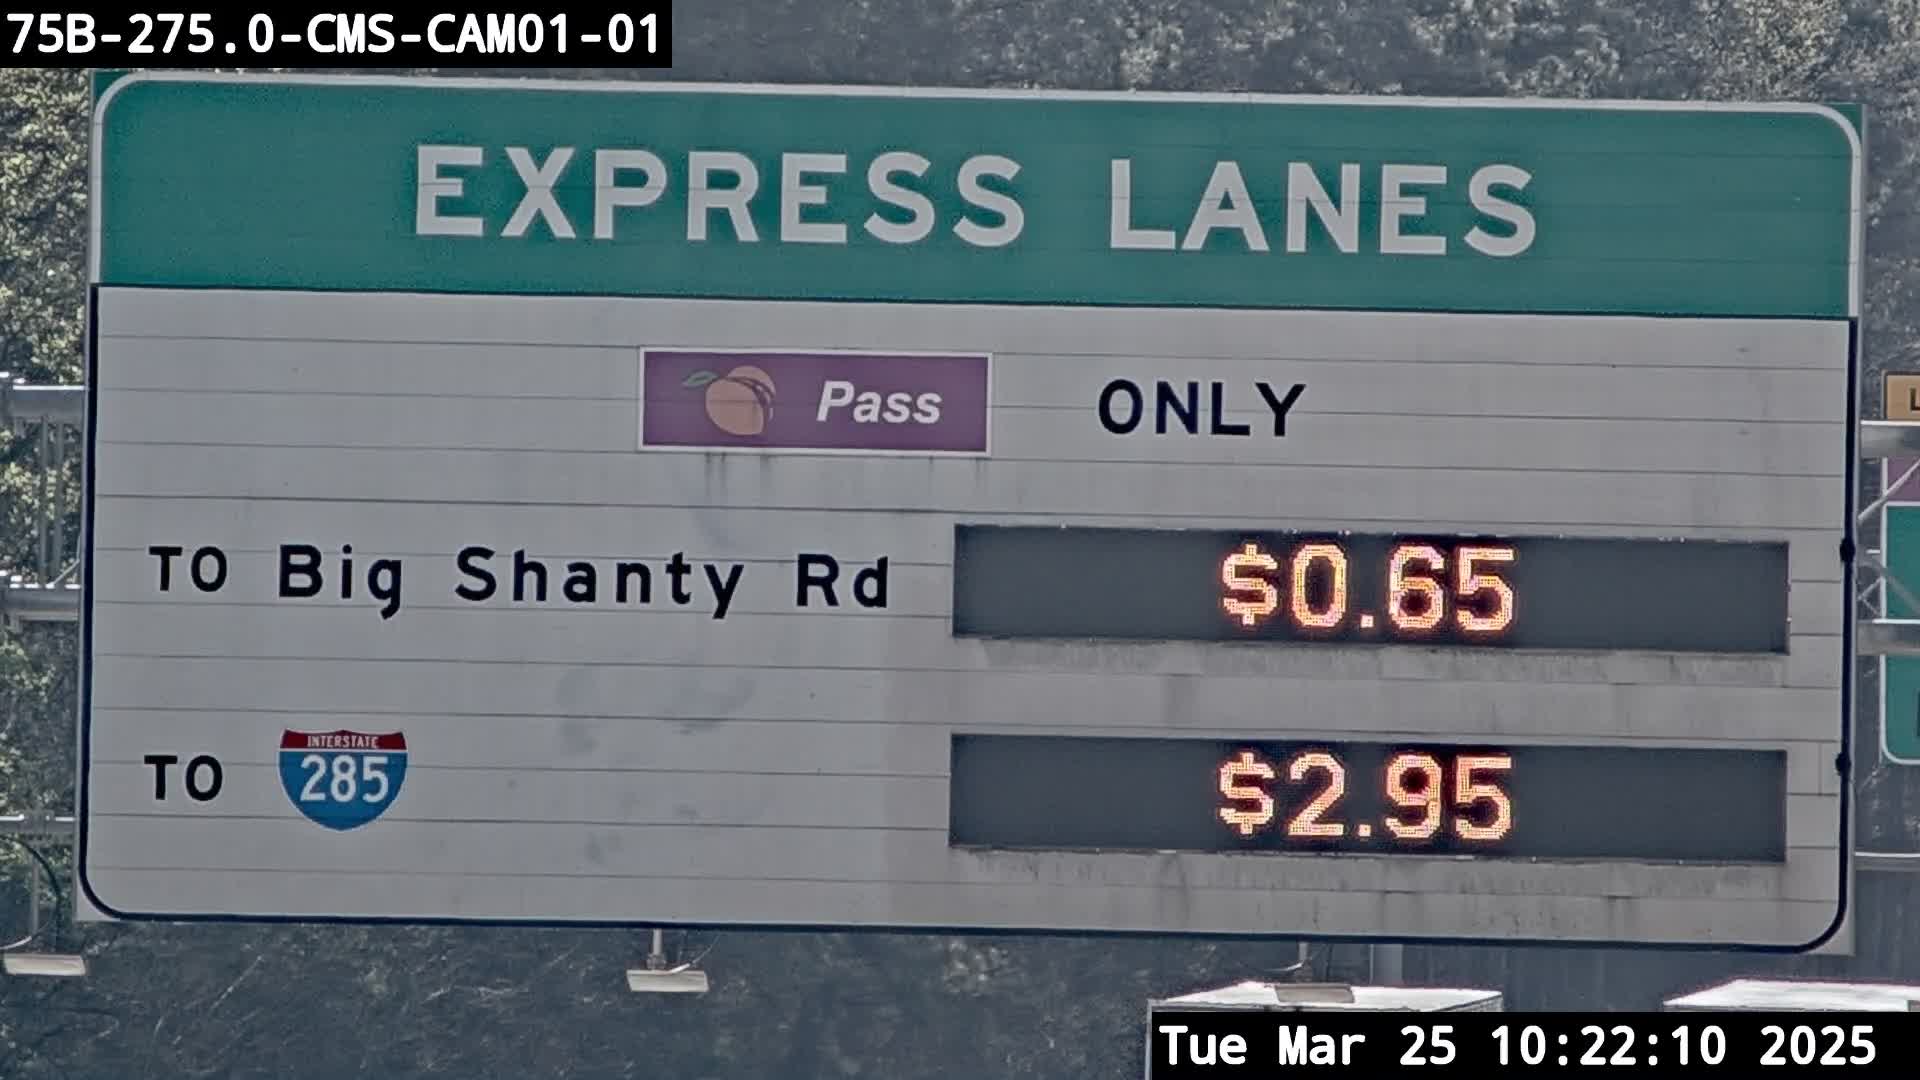 75B-275.0-CMS-CAM01-01
EXPRESS LANES
Pass ONLY
TO Big Shanty Rd $0.65
TO INTERSTATE 285 $2.95
Tue Mar 25 10:22:10 2025